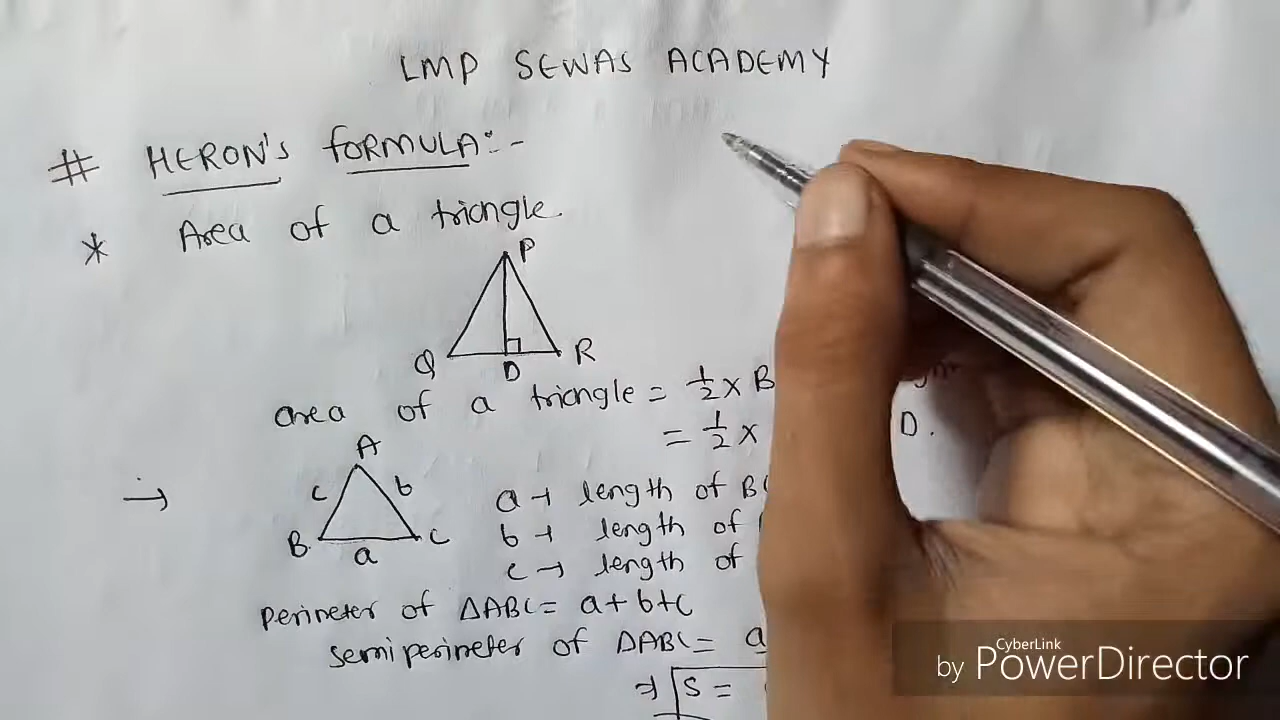 LMP SEWAS ACADEMY
# HERON'S FORMULA:-
* Area of a triangle.
P
Q D R
area of a triangle = 1/2 × B
= 1/2 × D.
A
c b
B a C
→
a → length of BC
b → length of
c → length of
Perimeter of ΔABC = a+b+c
semiperimeter of ΔABC = a
⇒ S =
CyberLink
by PowerDirector